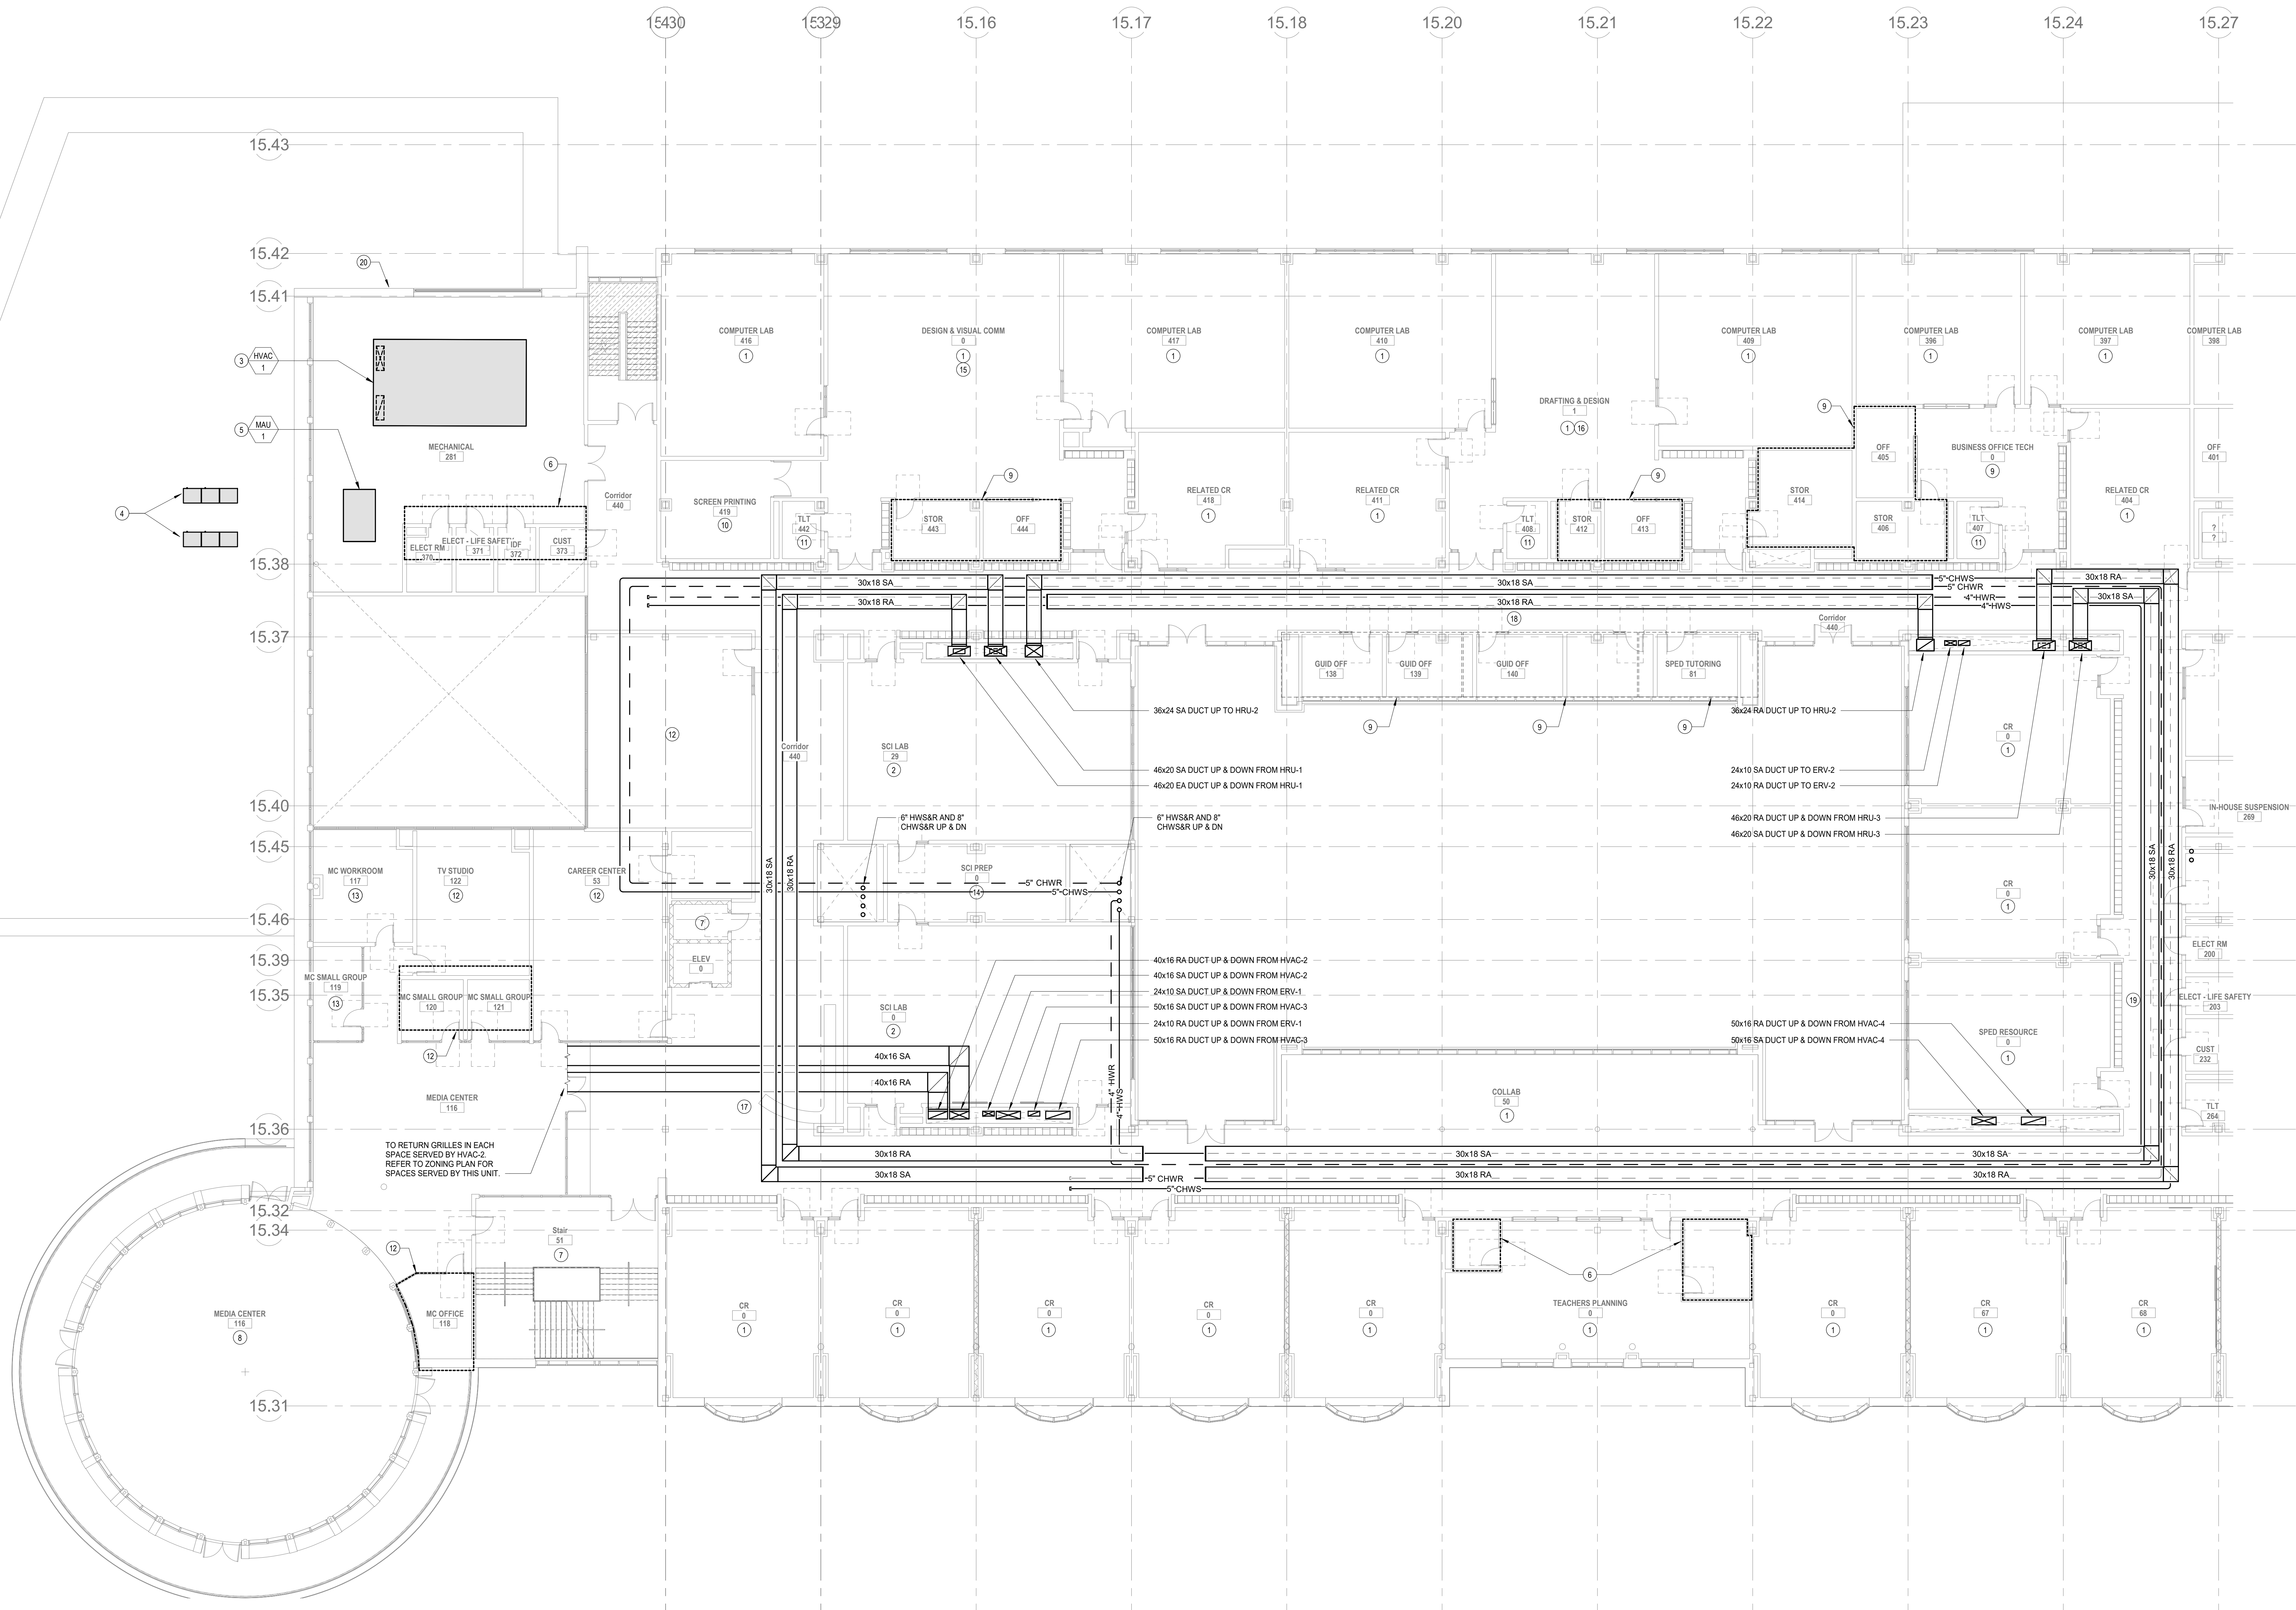 15430
15329
15.16
15.17
15.18
15.20
15.21
15.22
15.23
15.24
15.27
15.43
15.42
20
15.41
COMPUTER LAB
416
1
DESIGN & VISUAL COMM
0
1
15
COMPUTER LAB
417
1
COMPUTER LAB
410
1
COMPUTER LAB
409
1
COMPUTER LAB
396
1
COMPUTER LAB
397
1
COMPUTER LAB
398
3
HVAC
1
5
MAU
1
DRAFTING & DESIGN
1
1
16
9
MECHANICAL
281
6
OFF
405
BUSINESS OFFICE TECH
0
9
OFF
401
4
Corridor
440
SCREEN PRINTING
419
10
TLT
442
11
9
STOR
443
OFF
444
RELATED CR
418
1
RELATED CR
411
1
TLT
408
11
9
STOR
412
OFF
413
STOR
414
STOR
406
TLT
407
11
RELATED CR
404
1
?
?
ELECT RM
370
ELECT - LIFE SAFETY
371
IDF
372
CUST
373
15.38
30x18 SA
30x18 SA
5" CHWS
5" CHWR
30x18 RA
30x18 RA
30x18 RA
4" HWR
4" HWS
30x18 SA
18
Corridor
440
15.37
GUID OFF
138
GUID OFF
139
GUID OFF
140
SPED TUTORING
81
36x24 SA DUCT UP TO HRU-2
36x24 RA DUCT UP TO HRU-2
9
9
9
12
Corridor
440
SCI LAB
29
2
CR
0
1
46x20 SA DUCT UP & DOWN FROM HRU-1
46x20 EA DUCT UP & DOWN FROM HRU-1
24x10 SA DUCT UP TO ERV-2
24x10 RA DUCT UP TO ERV-2
15.40
IN-HOUSE SUSPENSION
269
6" HWS&R AND 8"
CHWS&R UP & DN
6" HWS&R AND 8"
CHWS&R UP & DN
46x20 RA DUCT UP & DOWN FROM HRU-3
46x20 SA DUCT UP & DOWN FROM HRU-3
15.45
30x18 SA
30x18 RA
30x18 SA
30x18 RA
MC WORKROOM
117
13
TV STUDIO
122
12
CAREER CENTER
53
12
SCI PREP
0
14
5" CHWR
5" CHWS
CR
0
1
15.46
7
ELEV
0
15.39
40x16 RA DUCT UP & DOWN FROM HVAC-2
40x16 SA DUCT UP & DOWN FROM HVAC-2
24x10 SA DUCT UP & DOWN FROM ERV-1
50x16 SA DUCT UP & DOWN FROM HVAC-3
24x10 RA DUCT UP & DOWN FROM ERV-1
50x16 RA DUCT UP & DOWN FROM HVAC-3
ELECT RM
200
MC SMALL GROUP
119
13
15.35
MC SMALL GROUP
120
MC SMALL GROUP
121
12
SCI LAB
0
2
19
ELECT - LIFE SAFETY
203
50x16 RA DUCT UP & DOWN FROM HVAC-4
50x16 SA DUCT UP & DOWN FROM HVAC-4
SPED RESOURCE
0
1
CUST
232
40x16 SA
40x16 RA
4" HWR
4" HWS
MEDIA CENTER
116
17
COLLAB
50
1
TLT
264
15.36
TO RETURN GRILLES IN EACH
SPACE SERVED BY HVAC-2.
REFER TO ZONING PLAN FOR
SPACES SERVED BY THIS UNIT.
30x18 RA
30x18 SA
30x18 SA
30x18 SA
30x18 RA
30x18 RA
5" CHWR
5" CHWS
15.32
15.34
Stair
51
7
12
6
MEDIA CENTER
116
8
MC OFFICE
118
CR
0
1
CR
0
1
CR
0
1
CR
0
1
CR
0
1
TEACHERS PLANNING
0
1
CR
0
1
CR
67
1
CR
68
1
15.31